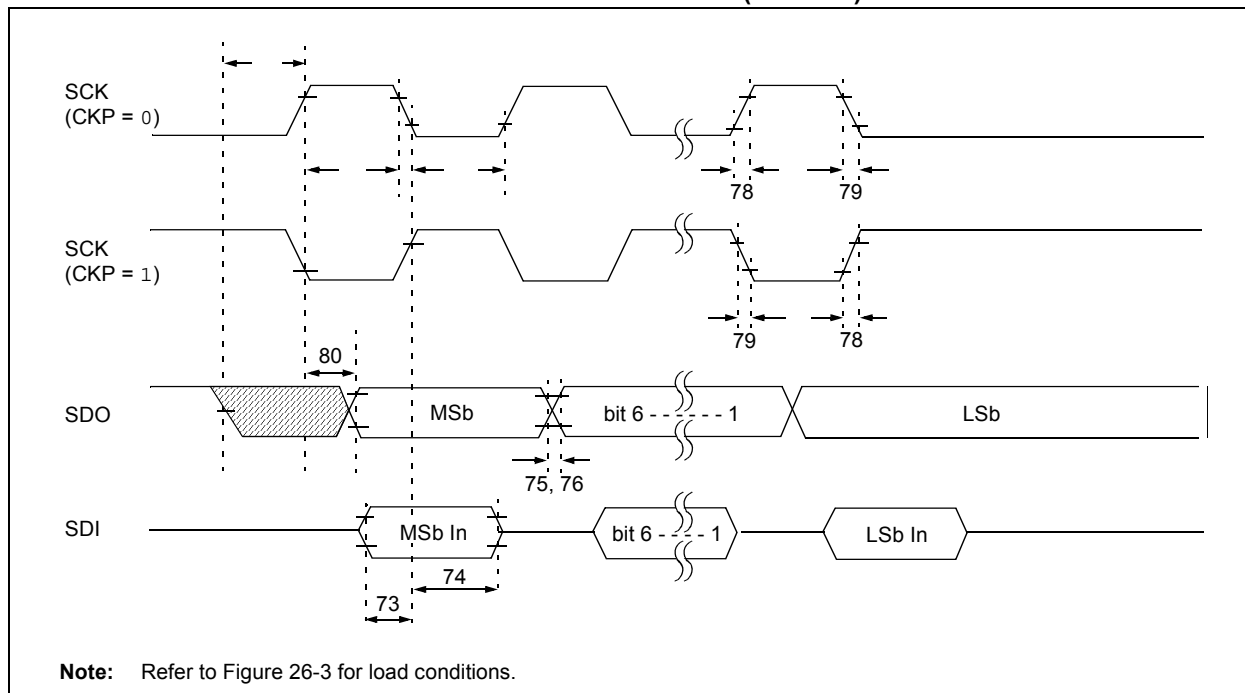 SCK
(CKP = 0)
78
79
SCK
(CKP = 1)
79
78
80
SDO
MSb
bit 6 - - - - - - 1
LSb
75, 76
SDI
MSb In
bit 6 - - - - 1
LSb In
74
73
Note: Refer to Figure 26-3 for load conditions.